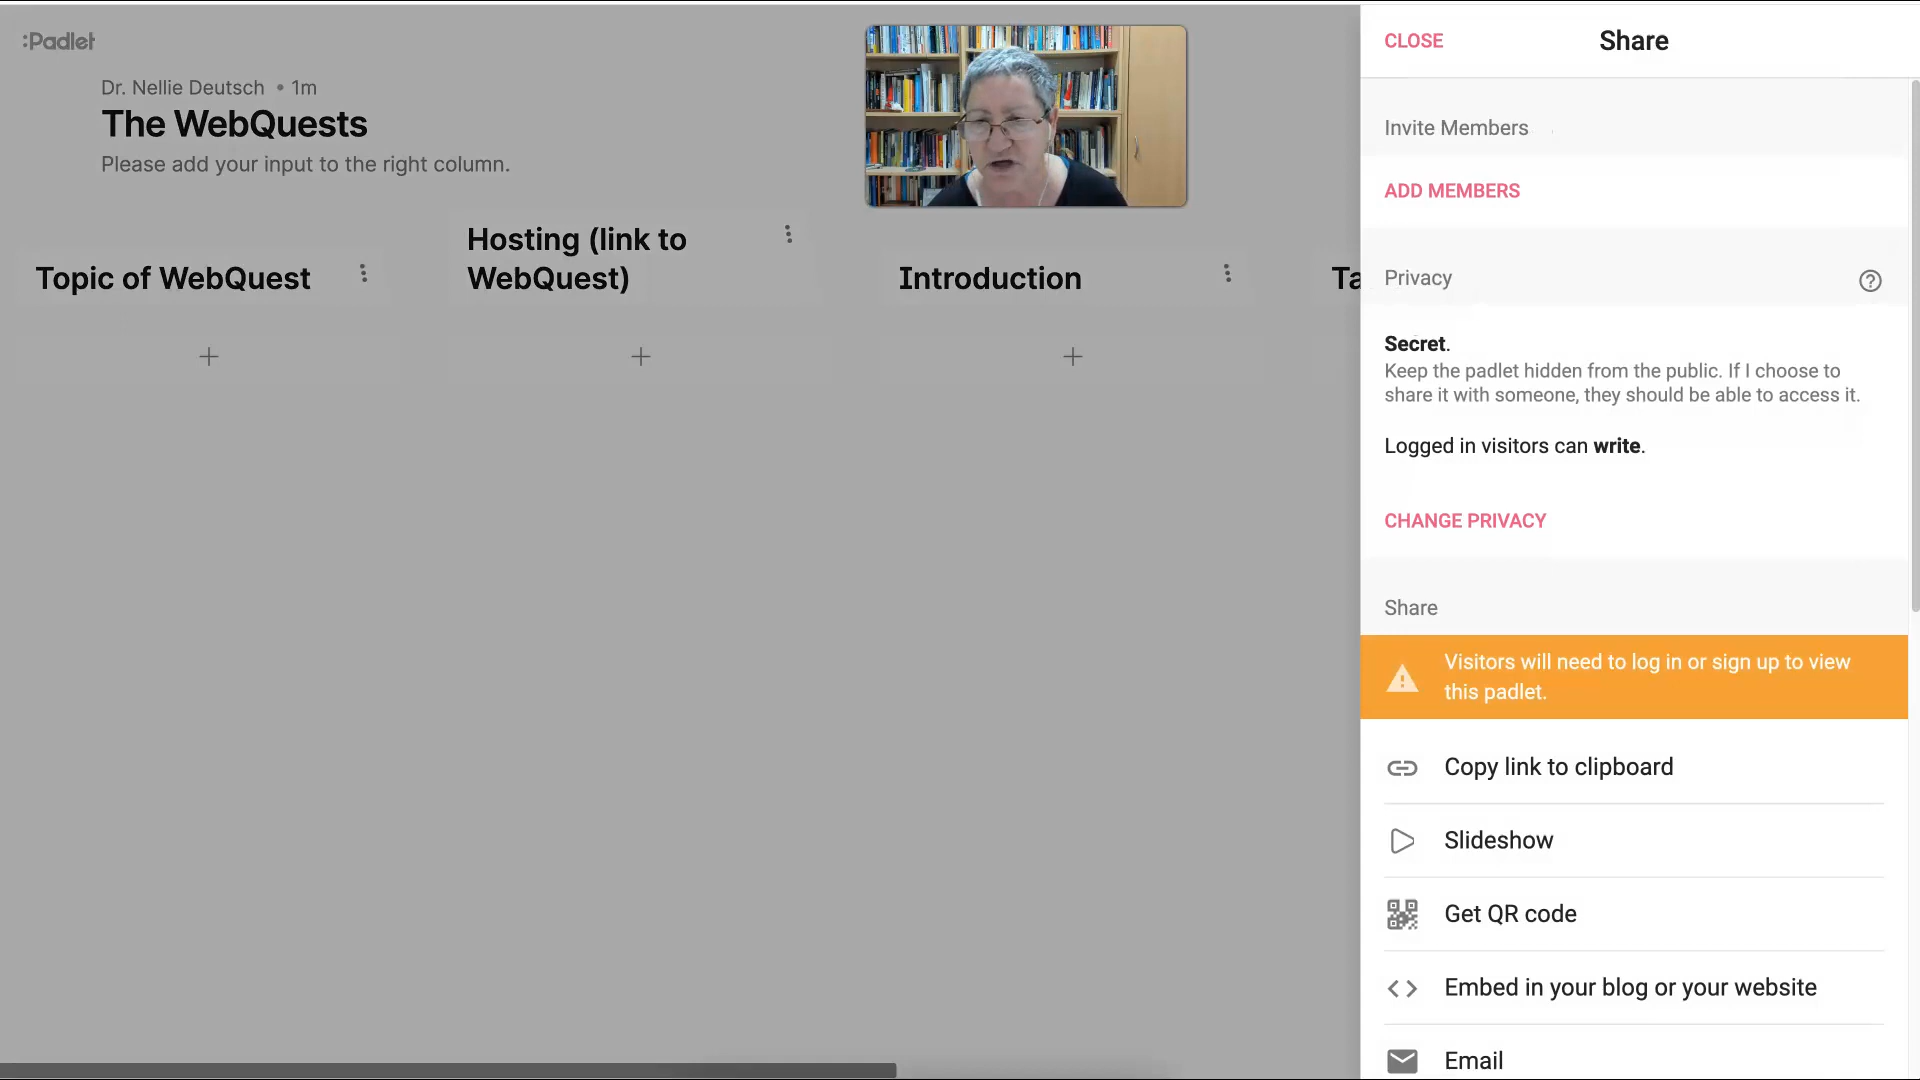 :Padlet
Dr. Nellie Deutsch • 1m
The WebQuests
Please add your input to the right column.
Topic of WebQuest
Hosting (link to
WebQuest)
Introduction
Ta
CLOSE
Share
Invite Members
ADD MEMBERS
Privacy
Secret.
Keep the padlet hidden from the public. If I choose to
share it with someone, they should be able to access it.
Logged in visitors can write.
CHANGE PRIVACY
Share
Visitors will need to log in or sign up to view
this padlet.
Copy link to clipboard
Slideshow
Get QR code
Embed in your blog or your website
Email